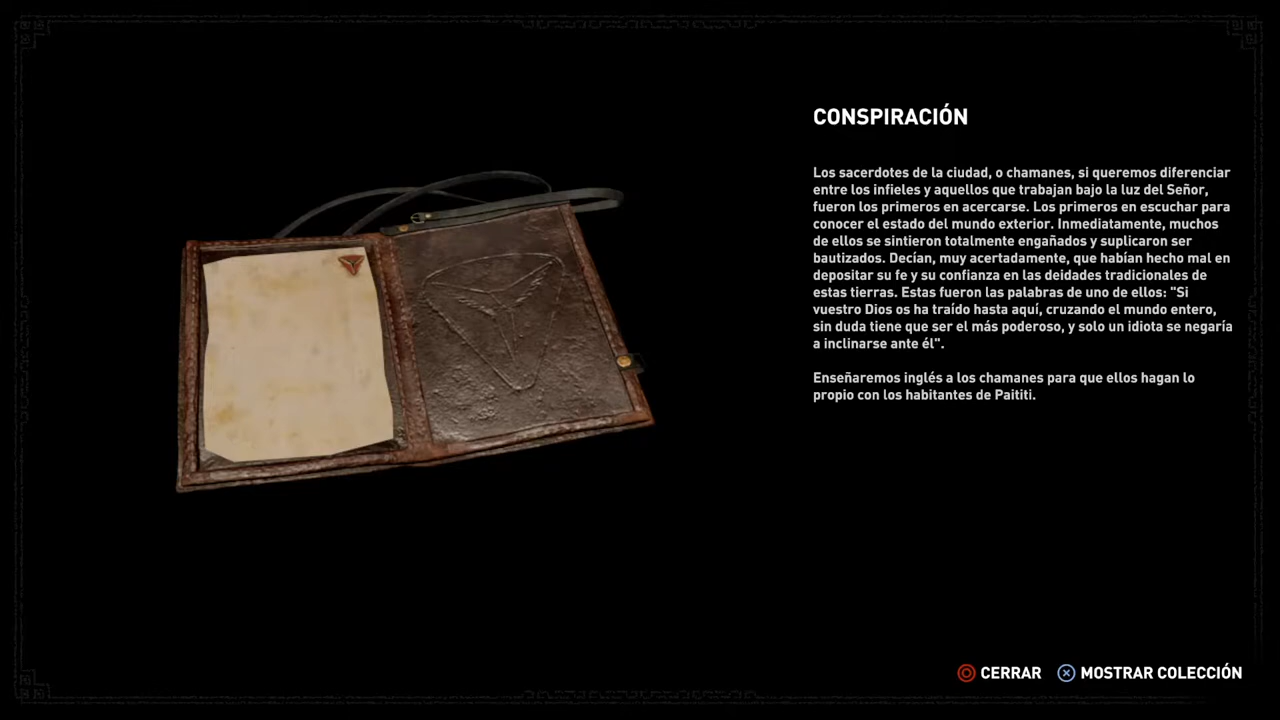 CONSPIRACIÓN
Los sacerdotes de la ciudad, o chamanes, si queremos diferenciar
entre los infieles y aquellos que trabajan bajo la luz del Señor,
fueron los primeros en acercarse. Los primeros en escuchar para
conocer el estado del mundo exterior. Inmediatamente, muchos
de ellos se sintieron totalmente engañados y suplicaron ser
bautizados. Decían, muy acertadamente, que habían hecho mal en
depositar su fe y su confianza en las deidades tradicionales de
estas tierras. Estas fueron las palabras de uno de ellos: "Si
vuestro Dios os ha traído hasta aquí, cruzando el mundo entero,
sin duda tiene que ser el más poderoso, y solo un idiota se negaría
a inclinarse ante él".
Enseñaremos inglés a los chamanes para que ellos hagan lo
propio con los habitantes de Paititi.
CERRAR MOSTRAR COLECCIÓN